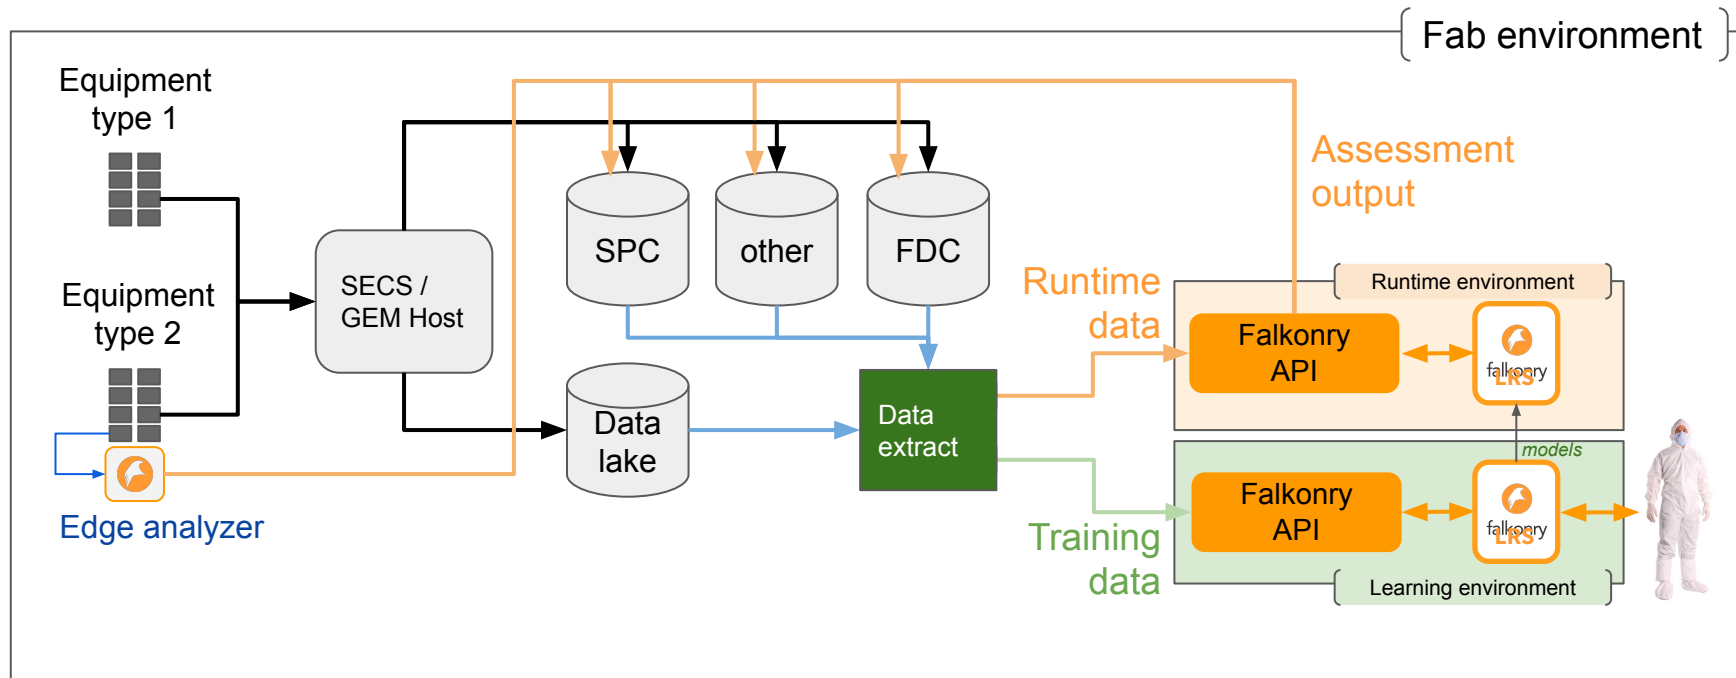 Fab environment
Equipment
type 1
Equipment
type 2
Edge analyzer
SECS /
GEM Host
SPC
other
FDC
Data
lake
Data
extract
Runtime
data
Training
data
Assessment
output
Runtime environment
Falkonry
API
falkonry
LRS
models
Falkonry
API
falkonry
LRS
Learning environment